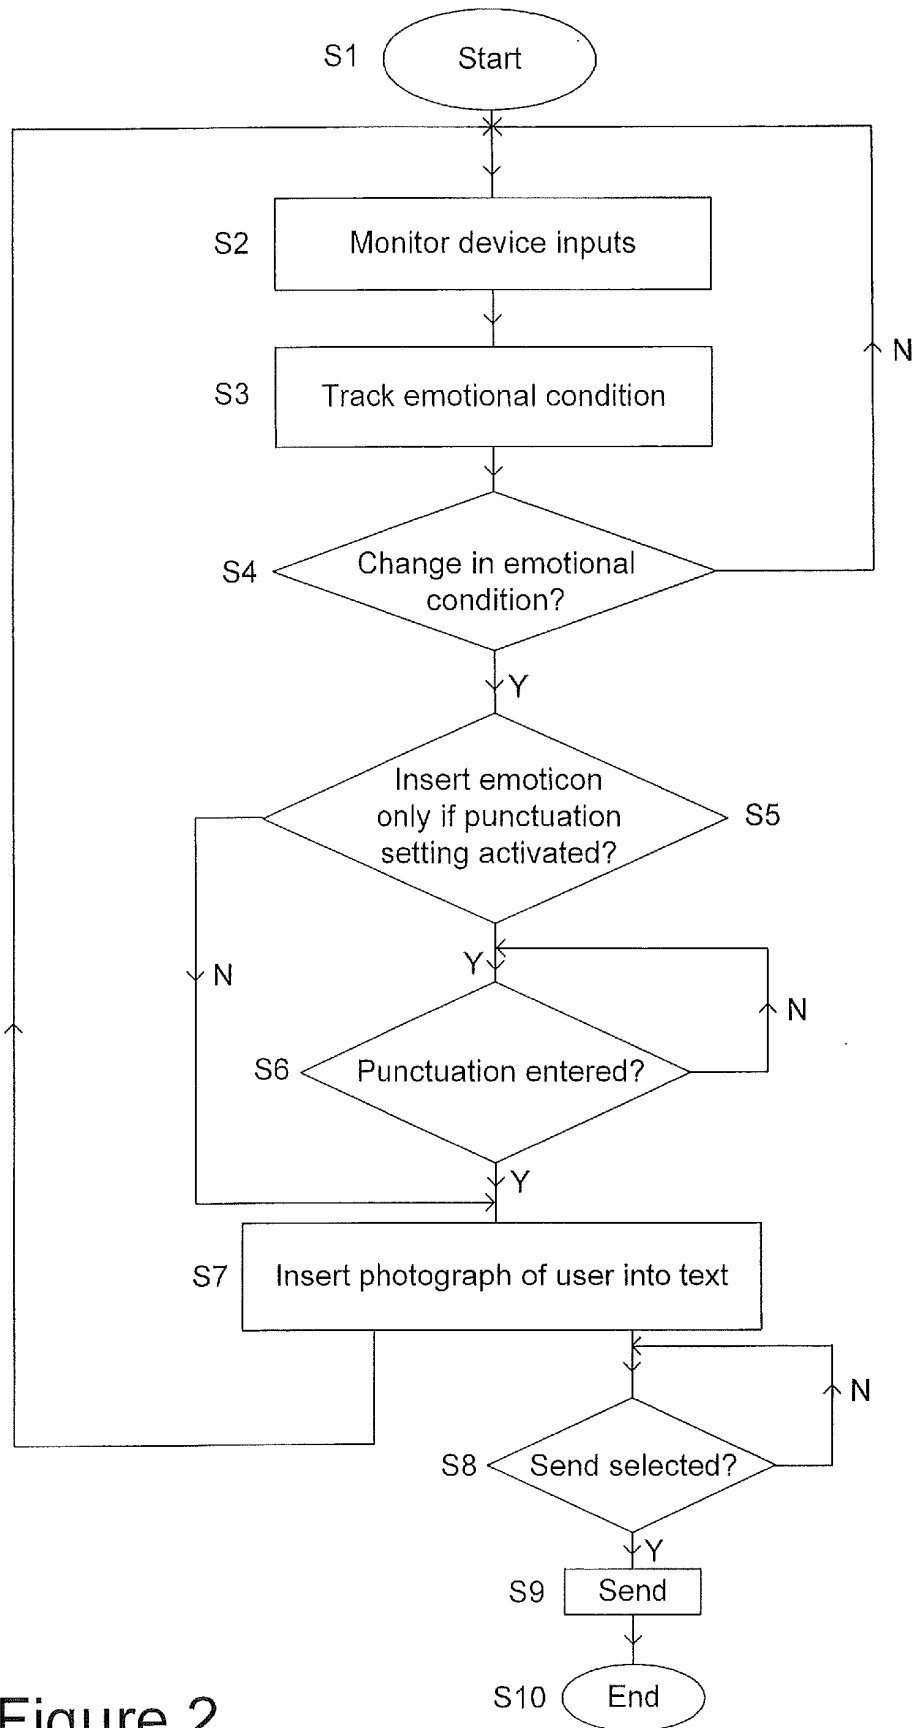 S1 Start
S2 Monitor device inputs
N
S3 Track emotional condition
S4 Change in emotional
condition?
Y
Insert emoticon
only if punctuation
setting activated?
S5
Y
N
N
S6 Punctuation entered?
Y
S7 Insert photograph of user into text
N
S8 Send selected?
Y
S9 Send
S10 End
Figure 2